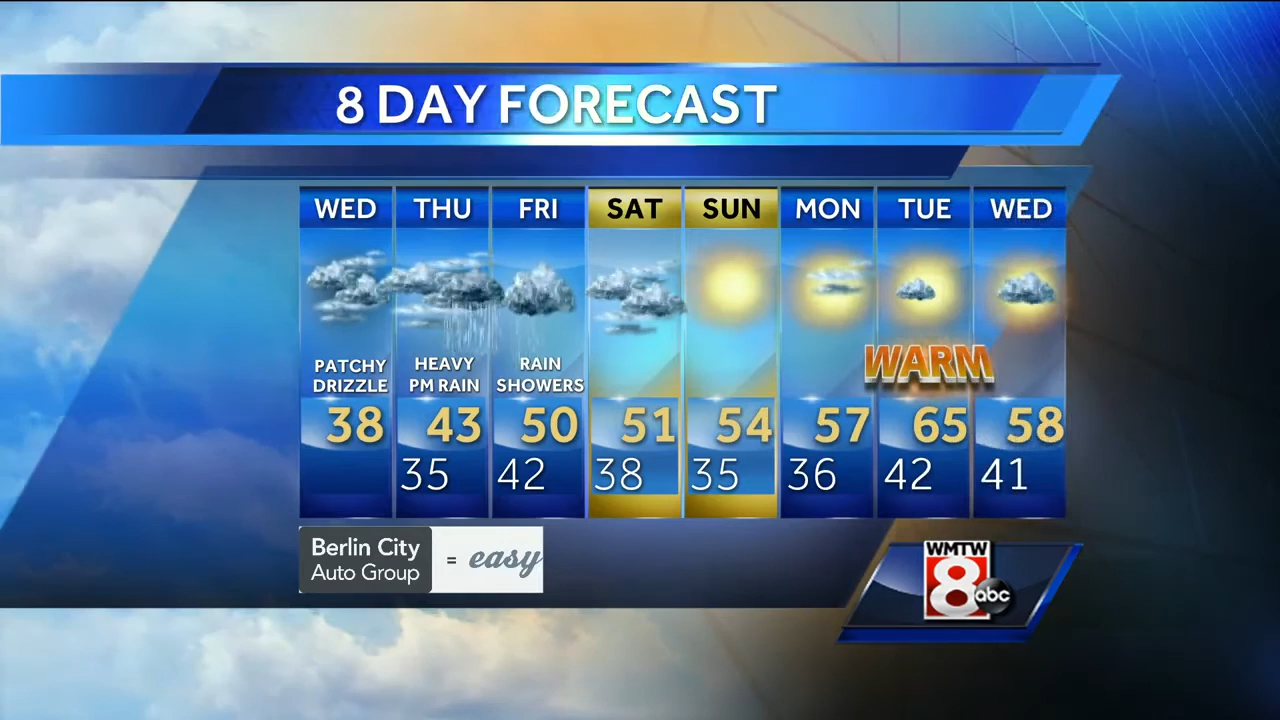 8 DAY FORECAST
WED THU FRI SAT SUN MON TUE WED
PATCHY DRIZZLE
HEAVY PM RAIN
RAIN SHOWERS
WARM
38 43 50 51 54 57 65 58
35 42 38 35 36 42 41
Berlin City
Auto Group
= easy
WMTW
8
abc